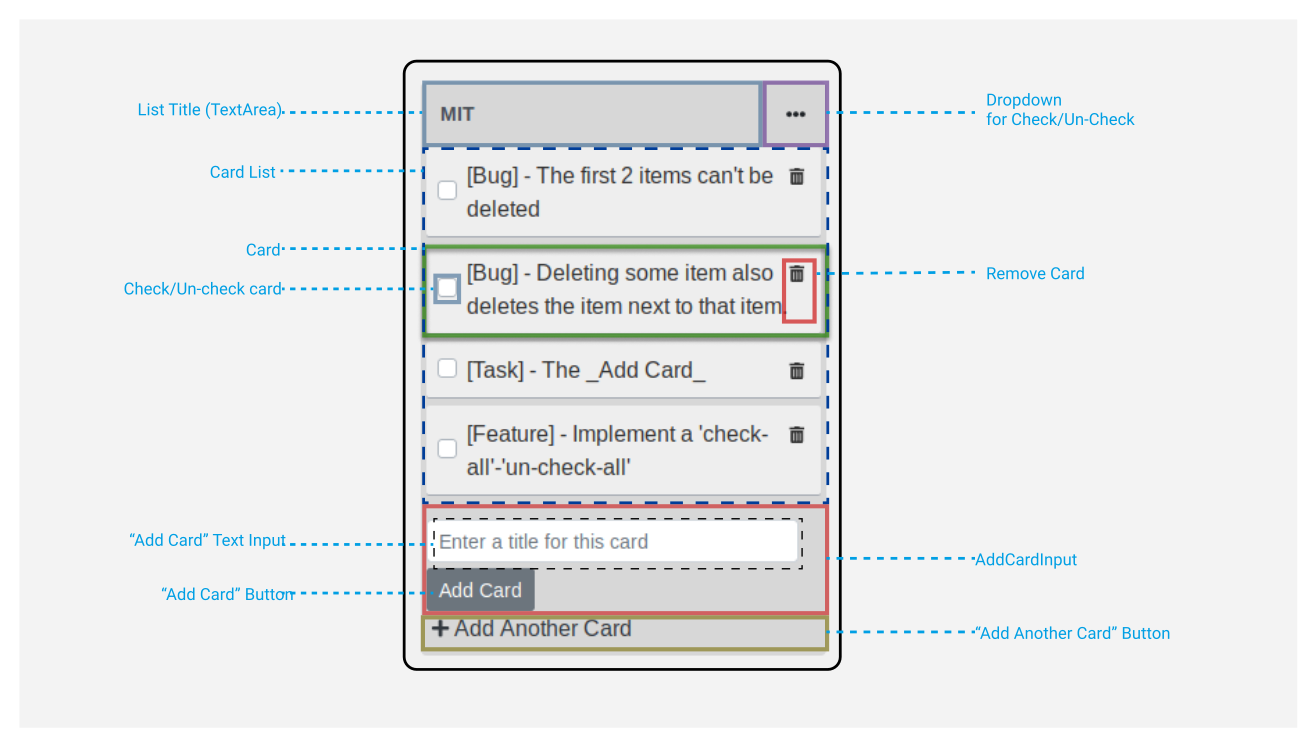 List Title (TextArea)
MIT
Dropdown
for Check/Un-Check
Card List
[Bug] - The first 2 items can't be
deleted
Card
[Bug] - Deleting some item also
deletes the item next to that item.
Check/Un-check card
Remove Card
[Task] - The _Add Card_
[Feature] - Implement a 'check-
all'-'un-check-all'
“Add Card” Text Input
Enter a title for this card
AddCardInput
“Add Card” Button
Add Card
+ Add Another Card
“Add Another Card” Button